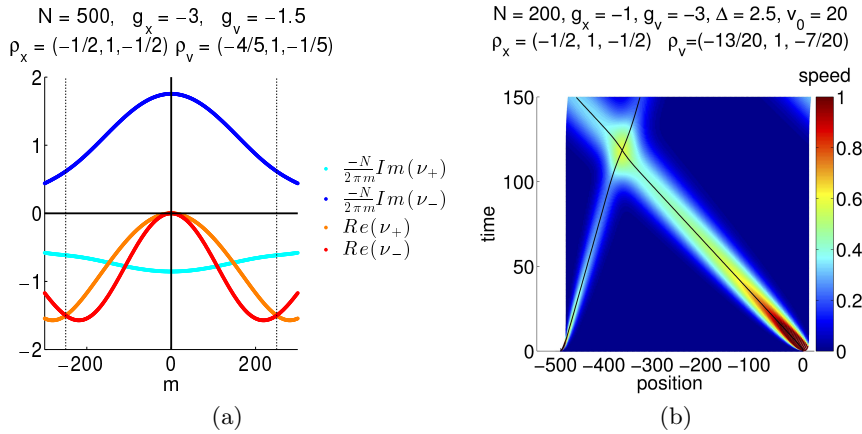 N = 500, g_x = −3, g_v = −1.5
ρ_x = (−1/2,1,−1/2) ρ_v = (−4/5,1,−1/5)
2
1
0
−1
−2
−200 0 200
m
−N/(2πm) Im(ν_+)
−N/(2πm) Im(ν_−)
Re(ν_+)
Re(ν_−)
(a)
N = 200, g_x = −1, g_v = −3, Δ = 2.5, v_0 = 20
ρ_x = (−1/2, 1, −1/2) ρ_v=(−13/20, 1, −7/20)
speed
150
100
50
0
time
−500 −400 −300 −200 −100 0
position
1
0.8
0.6
0.4
0.2
0
(b)